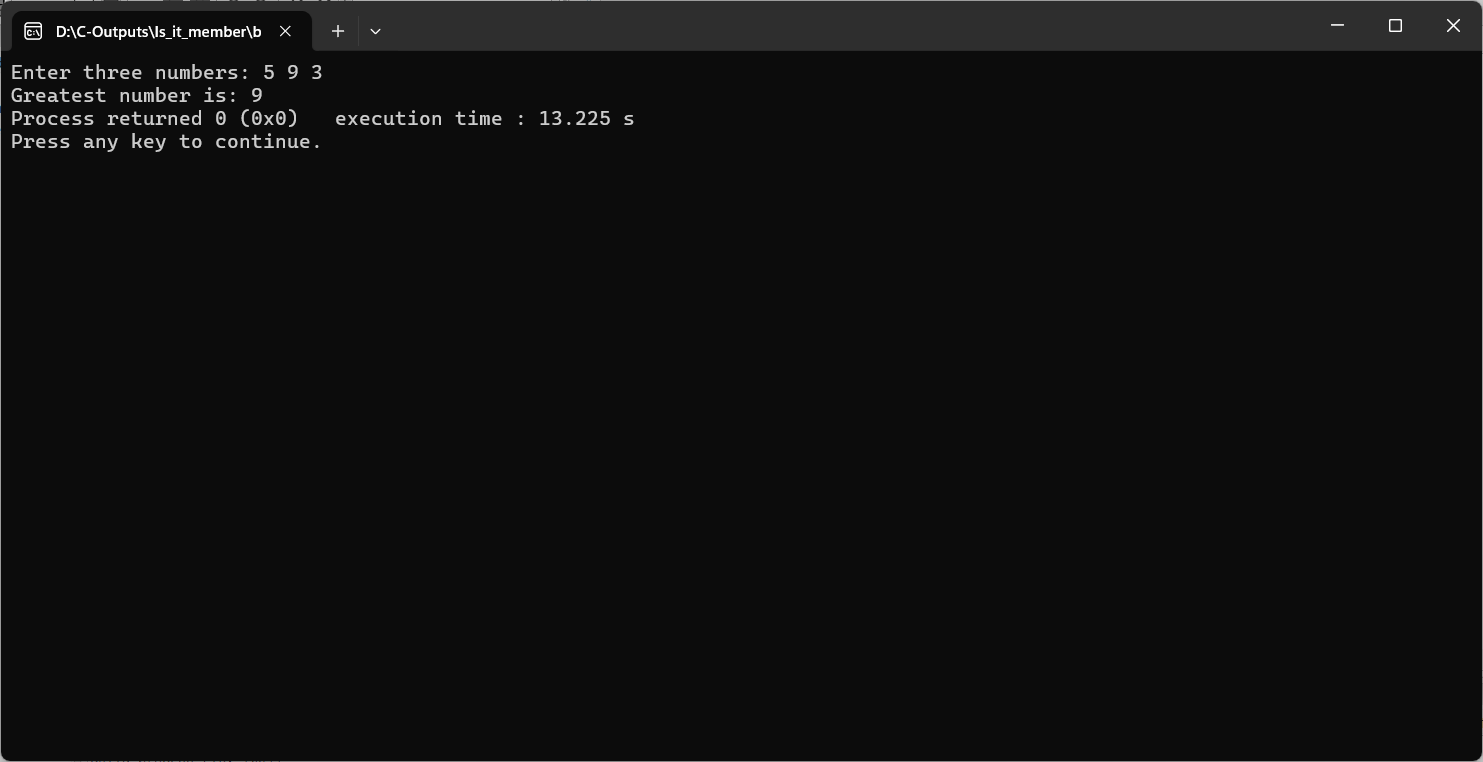 D:\C-Outputs\Is_it_member\b
Enter three numbers: 5 9 3
Greatest number is: 9
Process returned 0 (0x0)   execution time : 13.225 s
Press any key to continue.